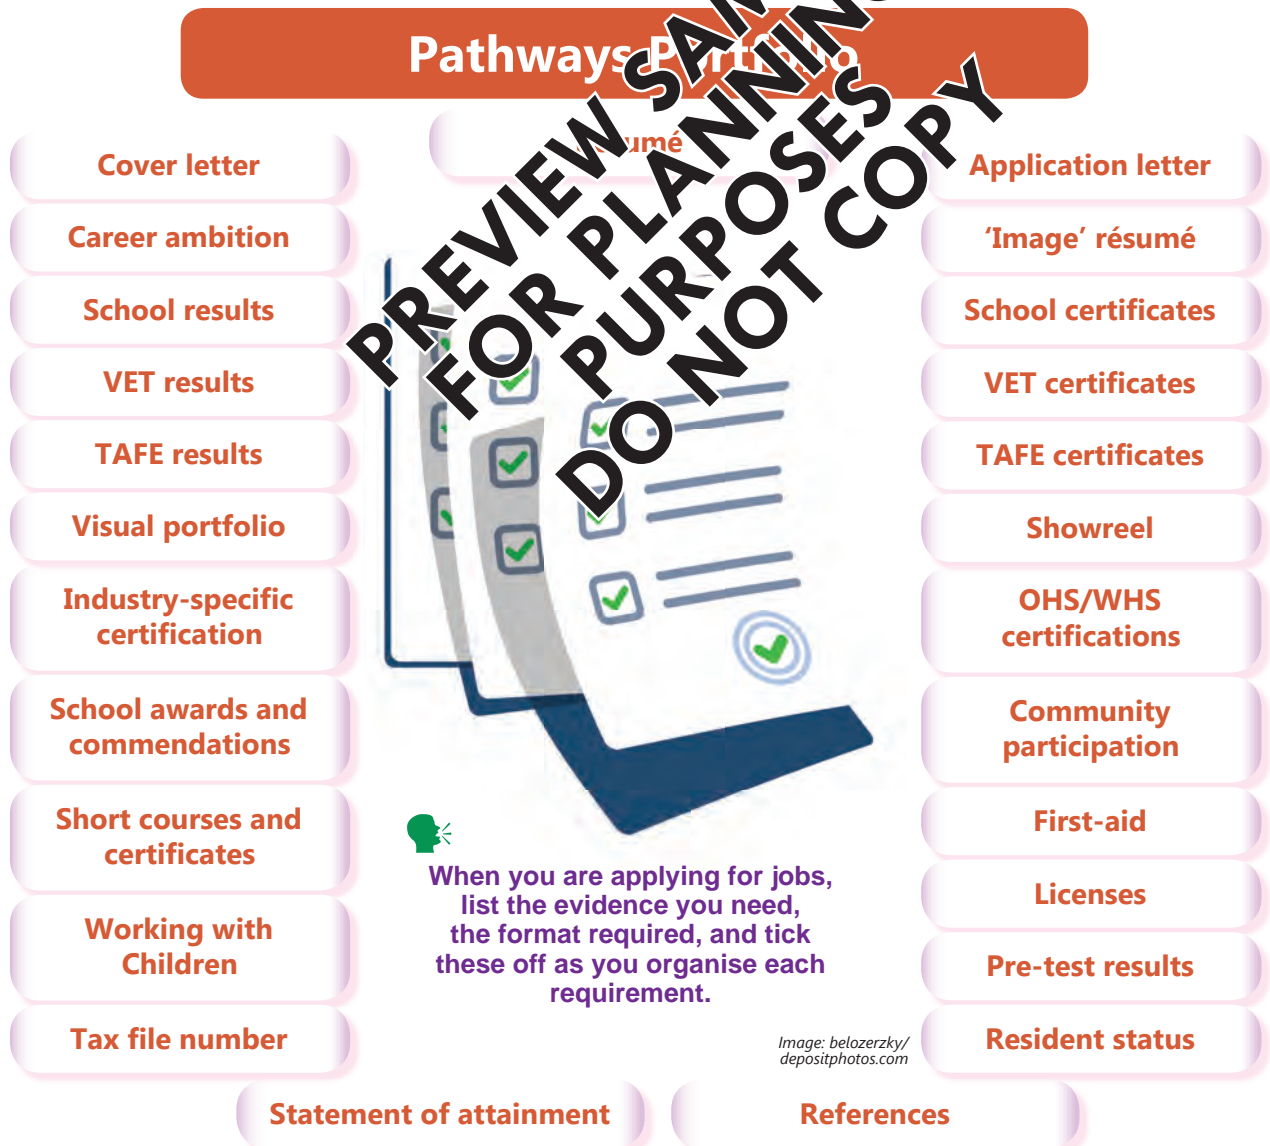 Pathways Portfolio
Résumé
Cover letter
Career ambition
School results
VET results
TAFE results
Visual portfolio
Industry-specific
certification
School awards and
commendations
Short courses and
certificates
Working with
Children
Tax file number
Application letter
‘Image’ résumé
School certificates
VET certificates
TAFE certificates
Showreel
OHS/WHS
certifications
Community
participation
First-aid
Licenses
Pre-test results
Resident status
Statement of attainment
References
When you are applying for jobs,
list the evidence you need,
the format required, and tick
these off as you organise each
requirement.
Image: belozerzky/
depositphotos.com
PREVIEW SAM
FOR PLANNING
PURPOSES
DO NOT COPY